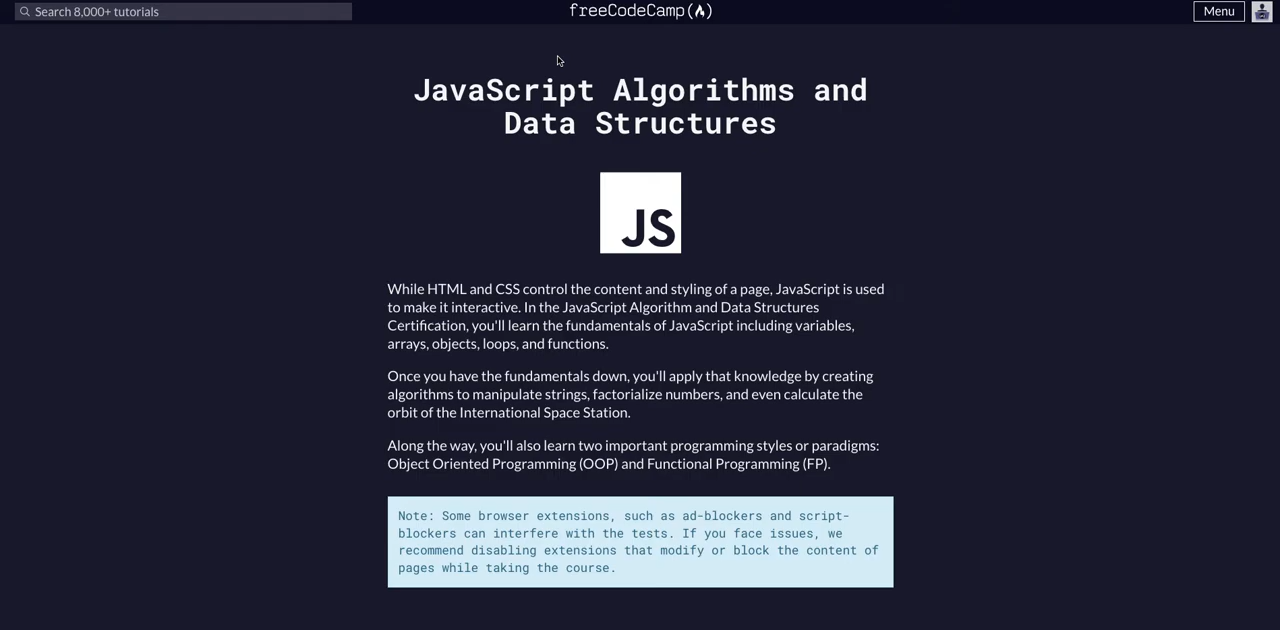 Search 8,000+ tutorials
freeCodeCamp
Menu
JavaScript Algorithms and
Data Structures
JS
While HTML and CSS control the content and styling of a page, JavaScript is used
to make it interactive. In the JavaScript Algorithm and Data Structures
Certification, you'll learn the fundamentals of JavaScript including variables,
arrays, objects, loops, and functions.
Once you have the fundamentals down, you'll apply that knowledge by creating
algorithms to manipulate strings, factorialize numbers, and even calculate the
orbit of the International Space Station.
Along the way, you'll also learn two important programming styles or paradigms:
Object Oriented Programming (OOP) and Functional Programming (FP).
Note: Some browser extensions, such as ad-blockers and script-
blockers can interfere with the tests. If you face issues, we
recommend disabling extensions that modify or block the content of
pages while taking the course.